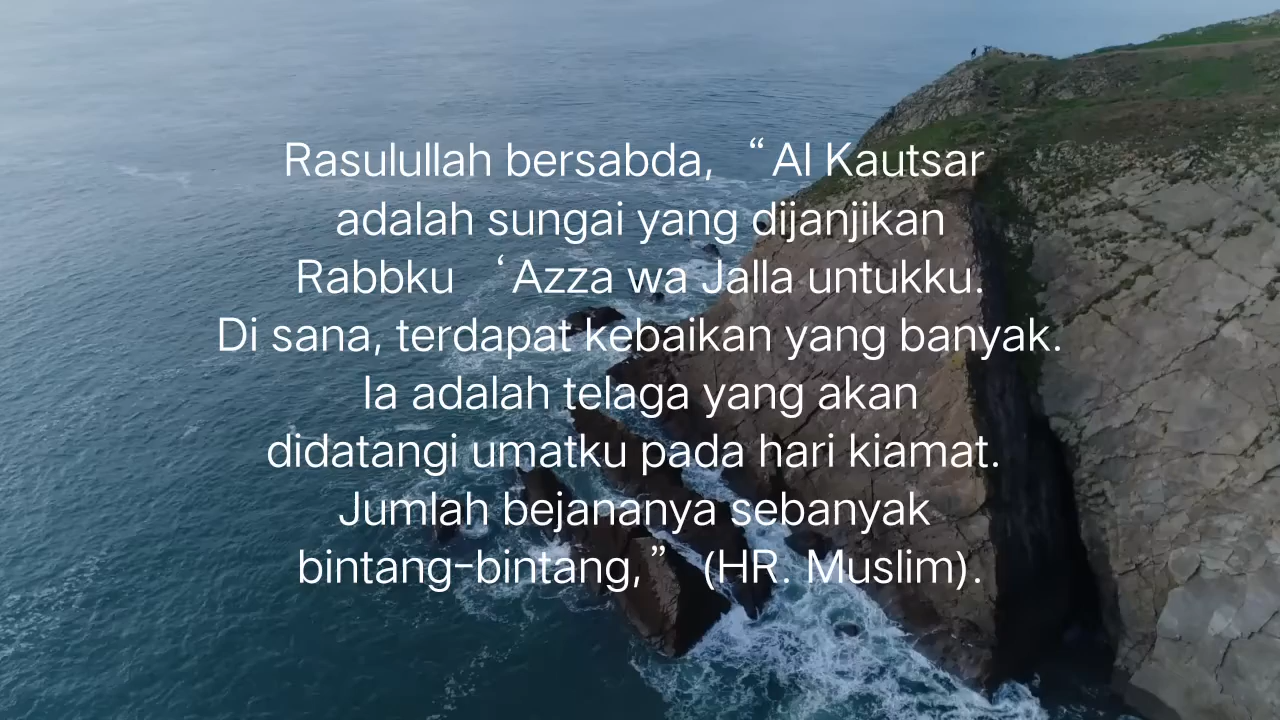 Rasulullah bersabda, “Al Kautsar
adalah sungai yang dijanjikan
Rabbku ‘Azza wa Jalla untukku.
Di sana, terdapat kebaikan yang banyak.
Ia adalah telaga yang akan
didatangi umatku pada hari kiamat.
Jumlah bejananya sebanyak
bintang-bintang,” (HR. Muslim).